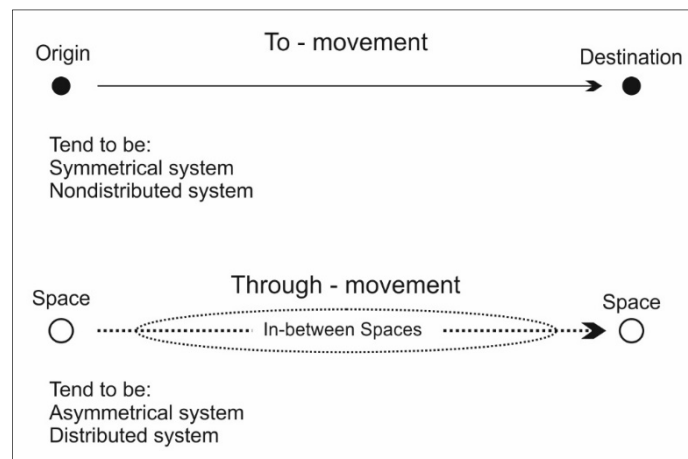 To - movement
Origin
Destination
Tend to be:
Symmetrical system
Nondistributed system
Through - movement
Space
Space
In-between Spaces
Tend to be:
Asymmetrical system
Distributed system